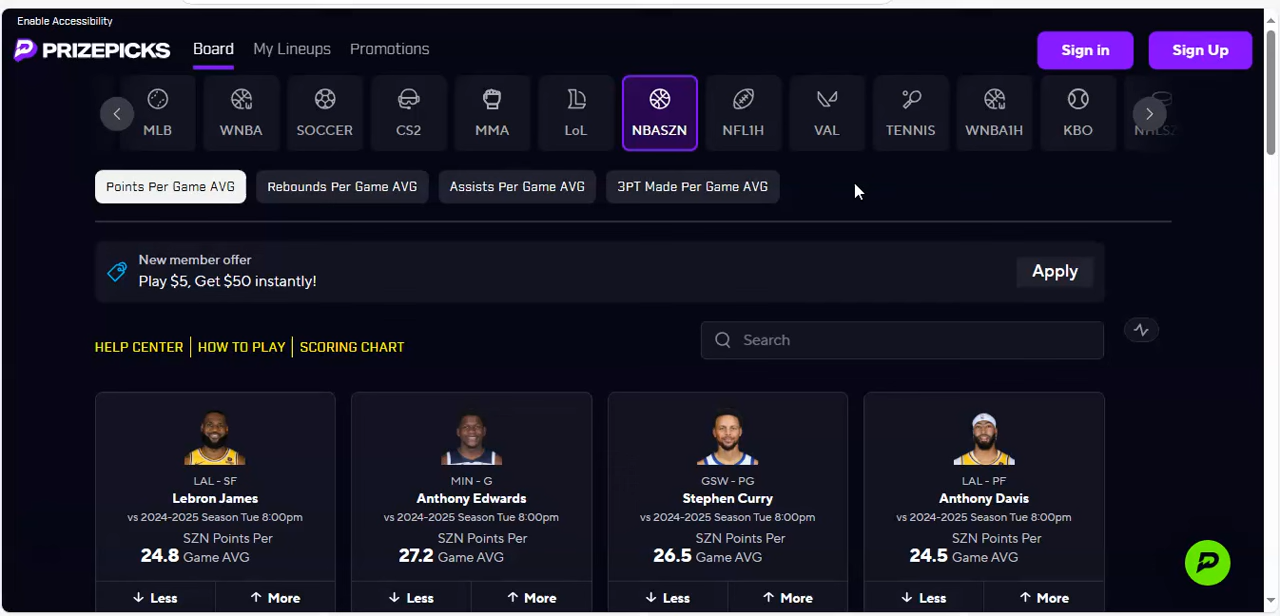 Enable Accessibility
PRIZEPICKS Board My Lineups Promotions Sign in Sign Up
MLB WNBA SOCCER CS2 MMA LoL NBASZN NFL1H VAL TENNIS WNBA1H KBO
Points Per Game AVG Rebounds Per Game AVG Assists Per Game AVG 3PT Made Per Game AVG
New member offer
Play $5, Get $50 instantly!
Apply
HELP CENTER HOW TO PLAY SCORING CHART
Search
LAL - SF
Lebron James
vs 2024-2025 Season Tue 8:00pm
SZN Points Per
24.8 Game AVG
↓ Less ↑ More
MIN - G
Anthony Edwards
vs 2024-2025 Season Tue 8:00pm
SZN Points Per
27.2 Game AVG
↓ Less ↑ More
GSW - PG
Stephen Curry
vs 2024-2025 Season Tue 8:00pm
SZN Points Per
26.5 Game AVG
↓ Less ↑ More
LAL - PF
Anthony Davis
vs 2024-2025 Season Tue 8:00pm
SZN Points Per
24.5 Game AVG
↓ Less ↑ More